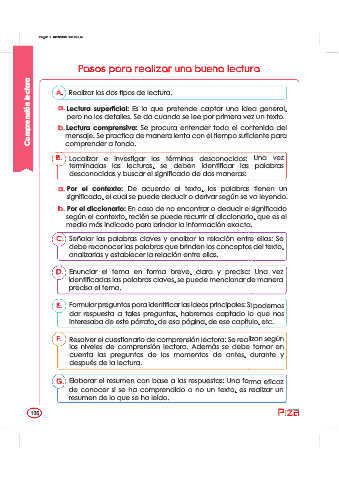 Comprensión lectora
Pasos para realizar una buena lectura
A. Realizar los dos tipos de lectura.
a. Lectura superficial: Es la que pretende captar una idea general,
pero no los detalles. Se da cuando se lee por primera vez un texto.
b. Lectura comprensiva: Se procura entender todo el contenido del
mensaje. Se practica de manera lenta con el tiempo suficiente para
comprender a fondo.
B. Localizar e investigar los términos desconocidos: Una vez
terminadas las lecturas, se deben identificar las palabras
desconocidas y buscar el significado de dos maneras:
a. Por el contexto: De acuerdo al texto, las palabras tienen un
significado, el cual se puede deducir o derivar según se va leyendo.
b. Por el diccionario: En caso de no encontrar o deducir el significado
según el contexto, recién se puede recurrir al diccionario, que es el
medio más indicado para brindar la información exacta.
C. Señalar las palabras claves y analizar la relación entre ellas: Se
debe reconocer las palabras que brinden los conceptos del texto,
analizarlas y establecer la relación entre ellas.
D. Enunciar el tema en forma breve, clara y precisa: Una vez
identificadas las palabras claves, se puede mencionar de manera
precisa el tema.
E. Formular preguntas para identificar las ideas principales: Si podemos
dar respuesta a tales preguntas, habremos captado lo que nos
interesaba de este párrafo, de esa página, de ese capítulo, etc.
F. Resolver el cuestionario de comprensión lectora: Se realizan según
los niveles de comprensión lectora. Además se debe tomar en
cuenta las preguntas de los momentos de antes, durante y
después de la lectura.
G. Elaborar el resumen con base a las respuestas: Una forma eficaz
de conocer si se ha comprendido o no un texto, es realizar un
resumen de lo que se ha leído.